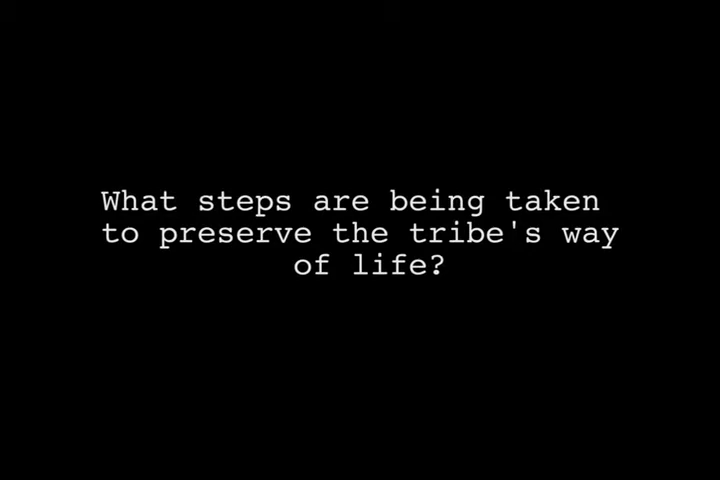 What steps are being taken
to preserve the tribe's way
of life?